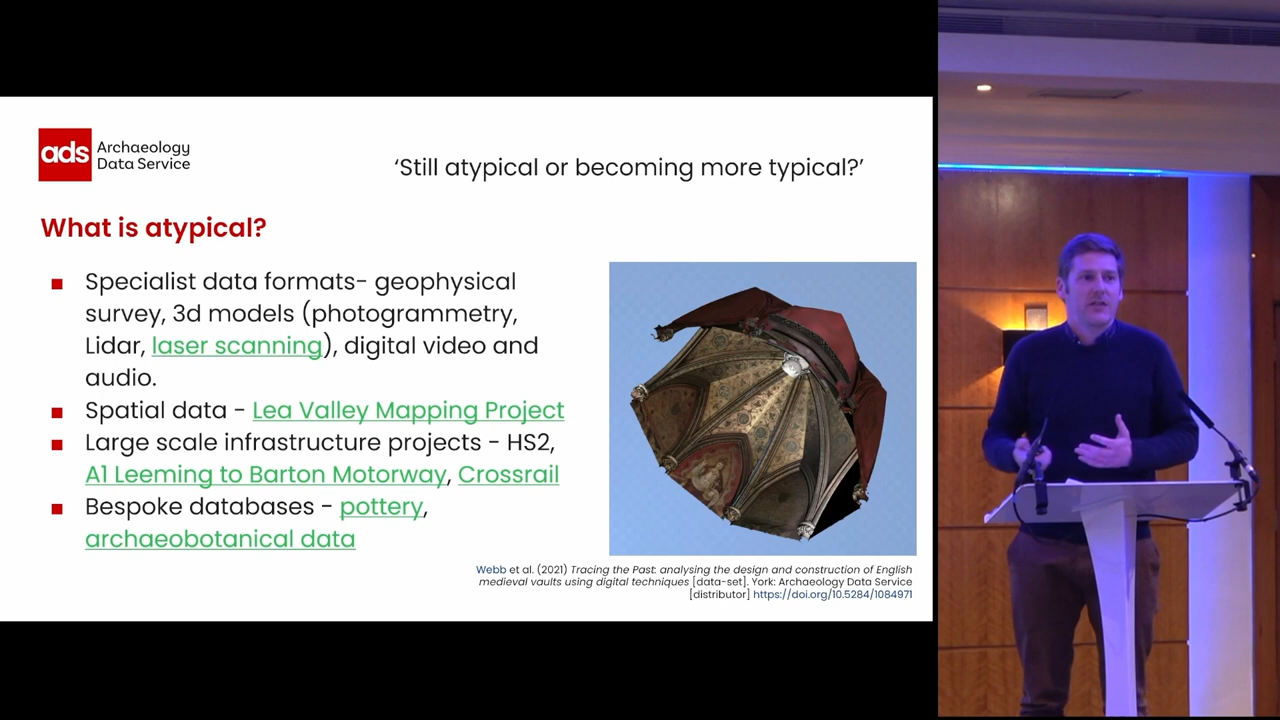 ads Archaeology
Data Service
‘Still atypical or becoming more typical?’
What is atypical?
■ Specialist data formats- geophysical
survey, 3d models (photogrammetry,
Lidar, laser scanning), digital video and
audio.
■ Spatial data - Lea Valley Mapping Project
■ Large scale infrastructure projects - HS2,
A1 Leeming to Barton Motorway, Crossrail
■ Bespoke databases - pottery,
archaeobotanical data
Webb et al. (2021) Tracing the Past: analysing the design and construction of English
medieval vaults using digital techniques [data-set]. York: Archaeology Data Service
[distributor] https://doi.org/10.5284/1084971